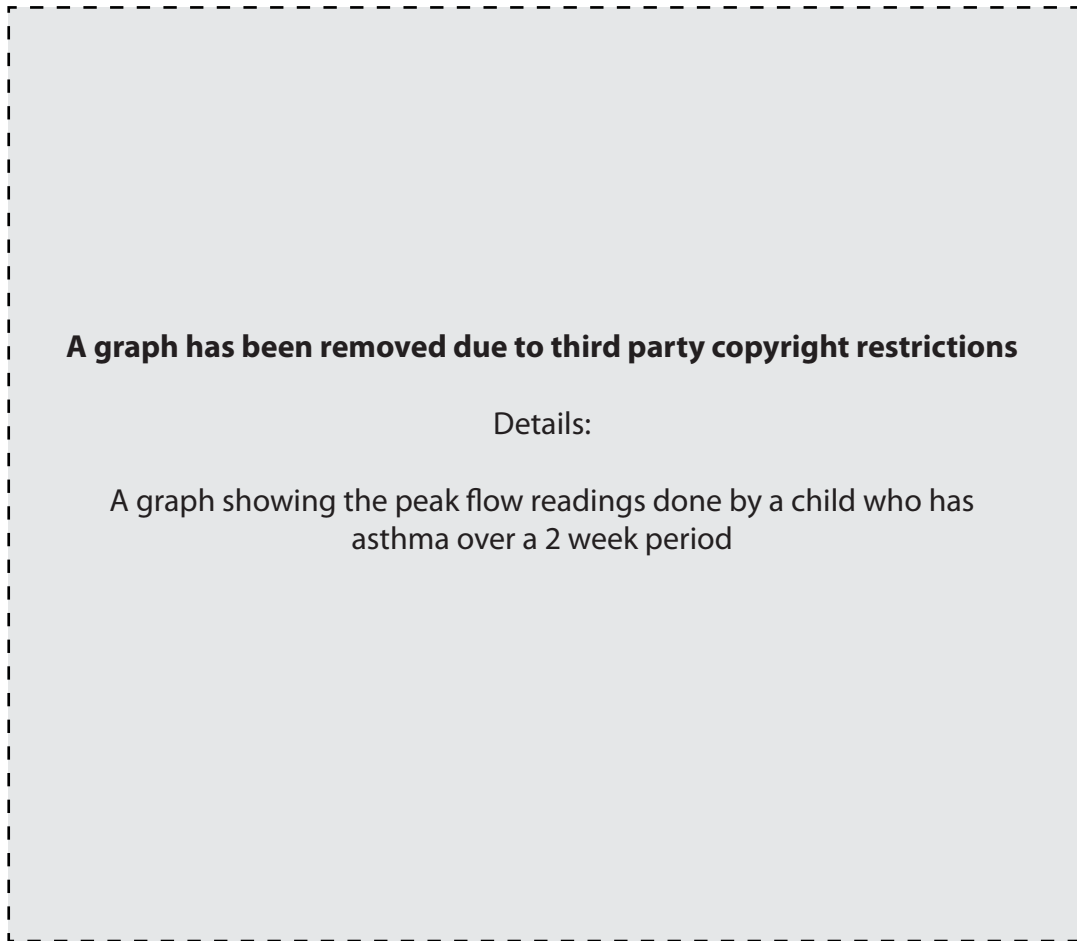 A graph has been removed due to third party copyright restrictions
Details:
A graph showing the peak flow readings done by a child who has
asthma over a 2 week period